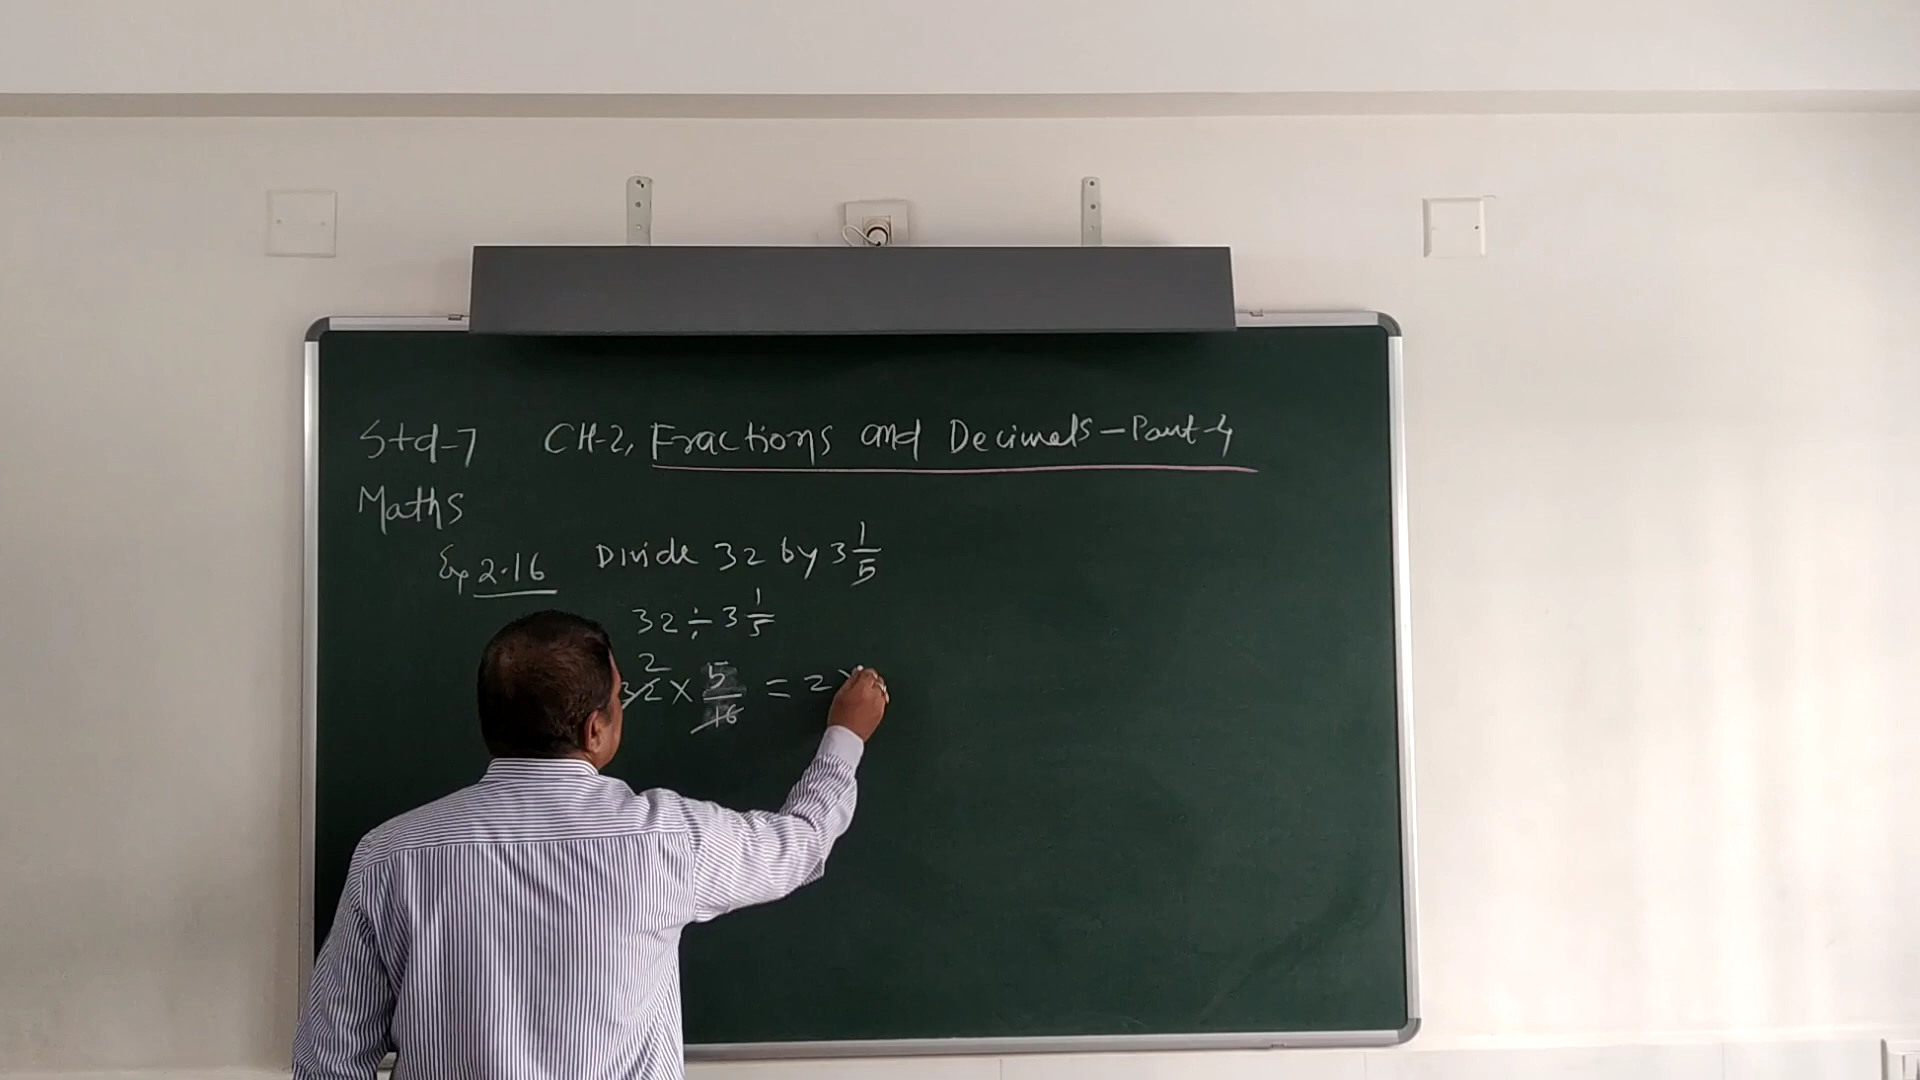 Std-7 CH-2, Fractions and Decimals-Part-4
Maths
Ex 2.16 Divide 32 by 3 1/5
32 ÷ 3 1/5
2
32 × 5/16 = 2 ×